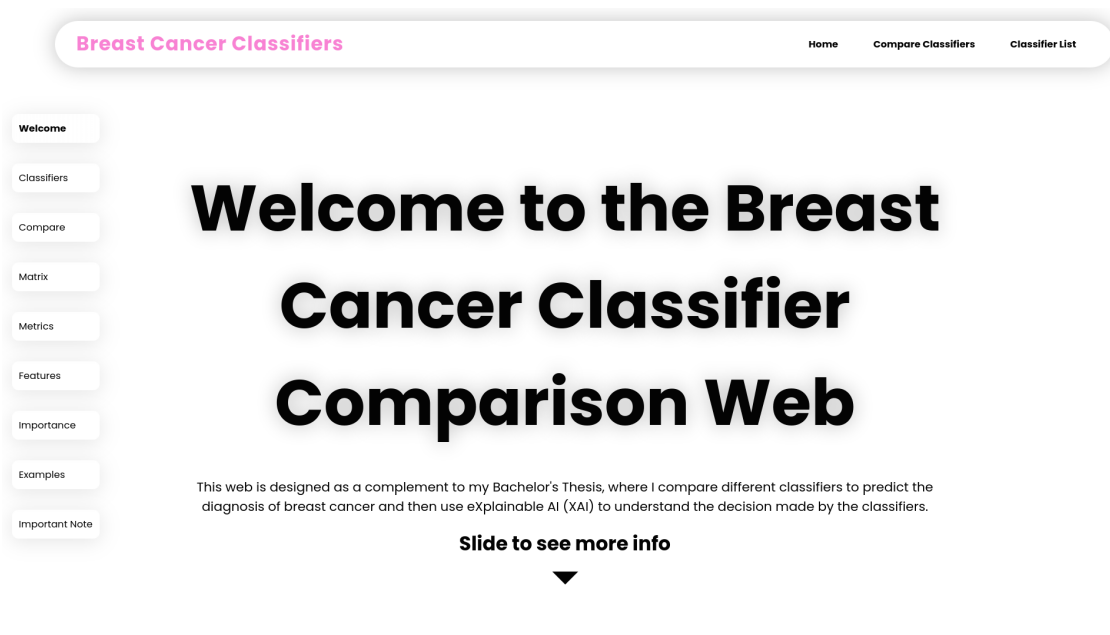 Breast Cancer Classifiers
Home
Compare Classifiers
Classifier List
Welcome
Classifiers
Compare
Matrix
Metrics
Features
Importance
Examples
Important Note
Welcome to the Breast
Cancer Classifier
Comparison Web
This web is designed as a complement to my Bachelor's Thesis, where I compare different classifiers to predict the
diagnosis of breast cancer and then use eXplainable AI (XAI) to understand the decision made by the classifiers.
Slide to see more info